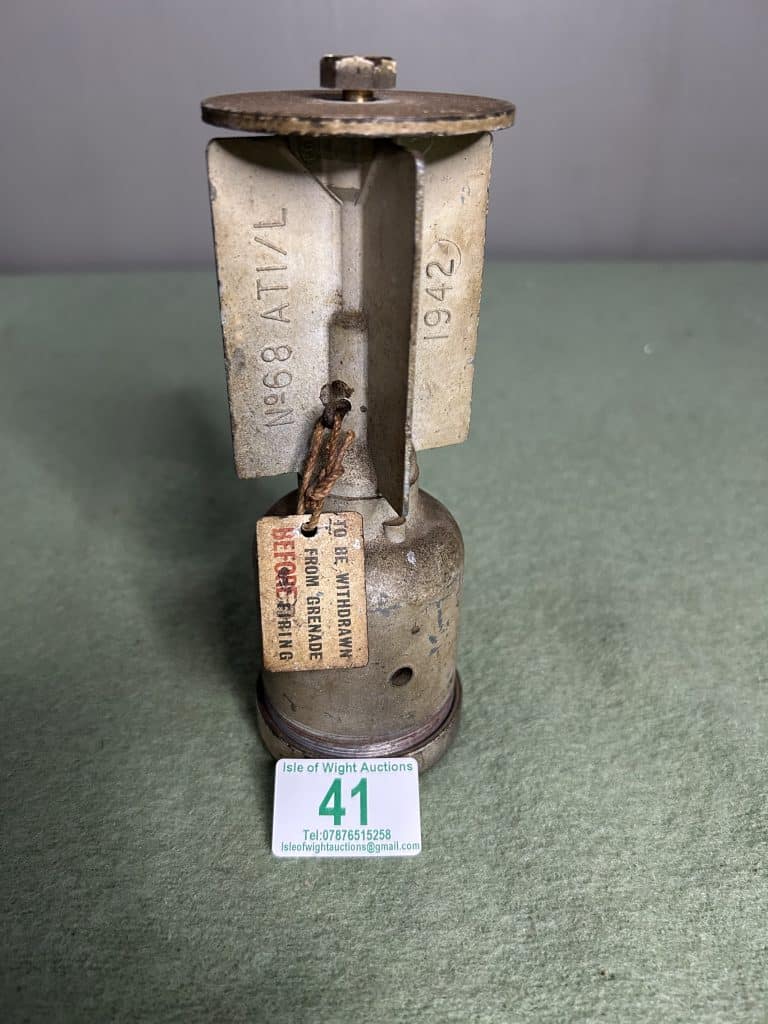 Nº68 ATI/L
1942
TO BE WITHDRAWN
FROM GRENADE
BEFORE FIRING
Isle of Wight Auctions
41
Tel:07876515258
Isleofwightauctions@gmail.com